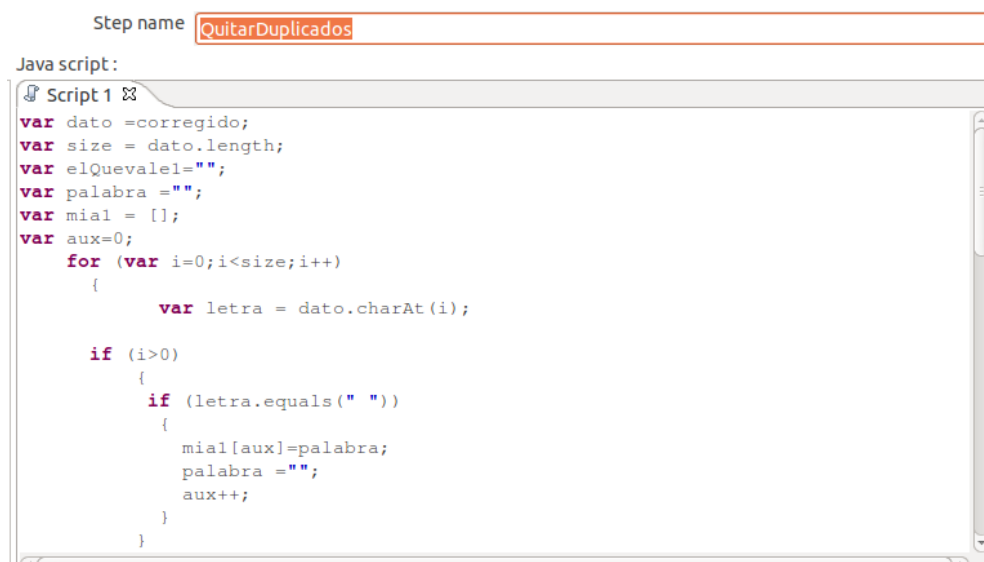 Step name QuitarDuplicados
Java script :
Script 1
var dato =corregido;
var size = dato.length;
var elQuevale1="";
var palabra ="";
var mia1 = [];
var aux=0;
for (var i=0;i<size;i++)
{
var letra = dato.charAt(i);
if (i>0)
{
if (letra.equals(" "))
{
mia1[aux]=palabra;
palabra ="";
aux++;
}
}